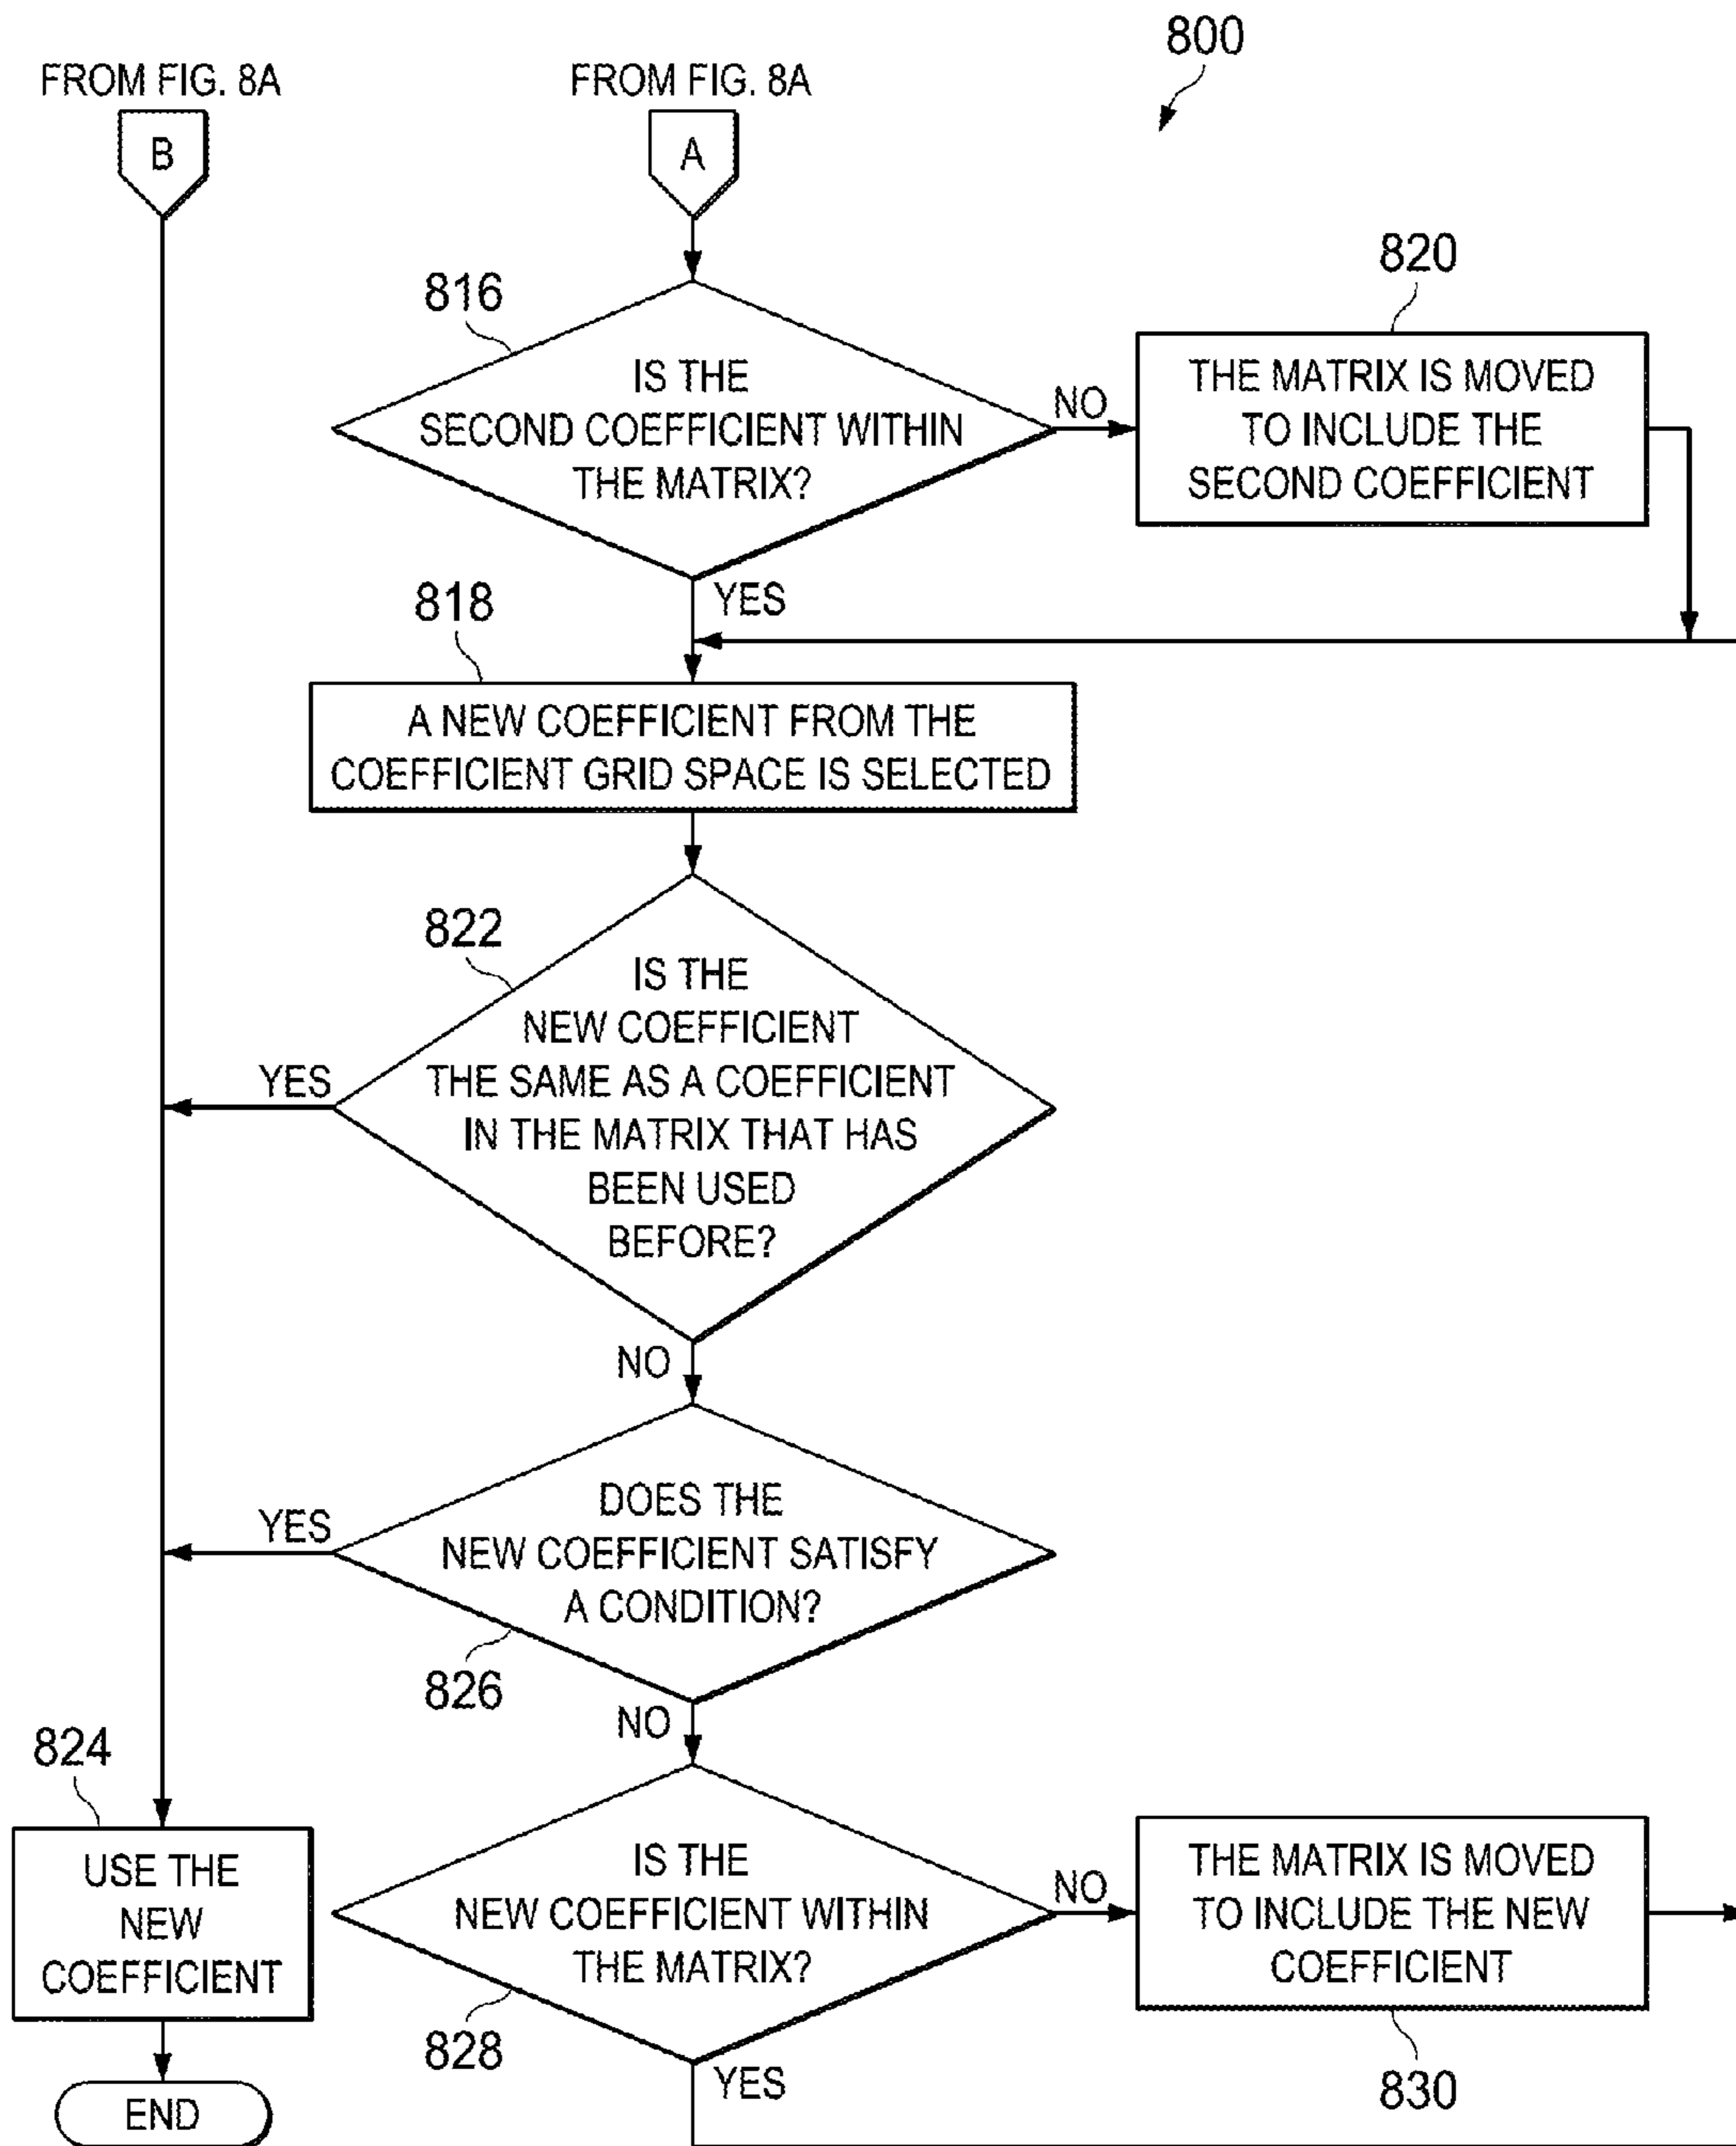 800
FROM FIG. 8A
B
FROM FIG. 8A
A
816
IS THE
SECOND COEFFICIENT WITHIN
THE MATRIX?
NO
YES
820
THE MATRIX IS MOVED
TO INCLUDE THE
SECOND COEFFICIENT
818
A NEW COEFFICIENT FROM THE
COEFFICIENT GRID SPACE IS SELECTED
822
IS THE
NEW COEFFICIENT
THE SAME AS A COEFFICIENT
IN THE MATRIX THAT HAS
BEEN USED
BEFORE?
YES
NO
DOES THE
NEW COEFFICIENT SATISFY
A CONDITION?
YES
826
NO
824
USE THE
NEW
COEFFICIENT
END
IS THE
NEW COEFFICIENT WITHIN
THE MATRIX?
NO
828
YES
THE MATRIX IS MOVED
TO INCLUDE THE NEW
COEFFICIENT
830